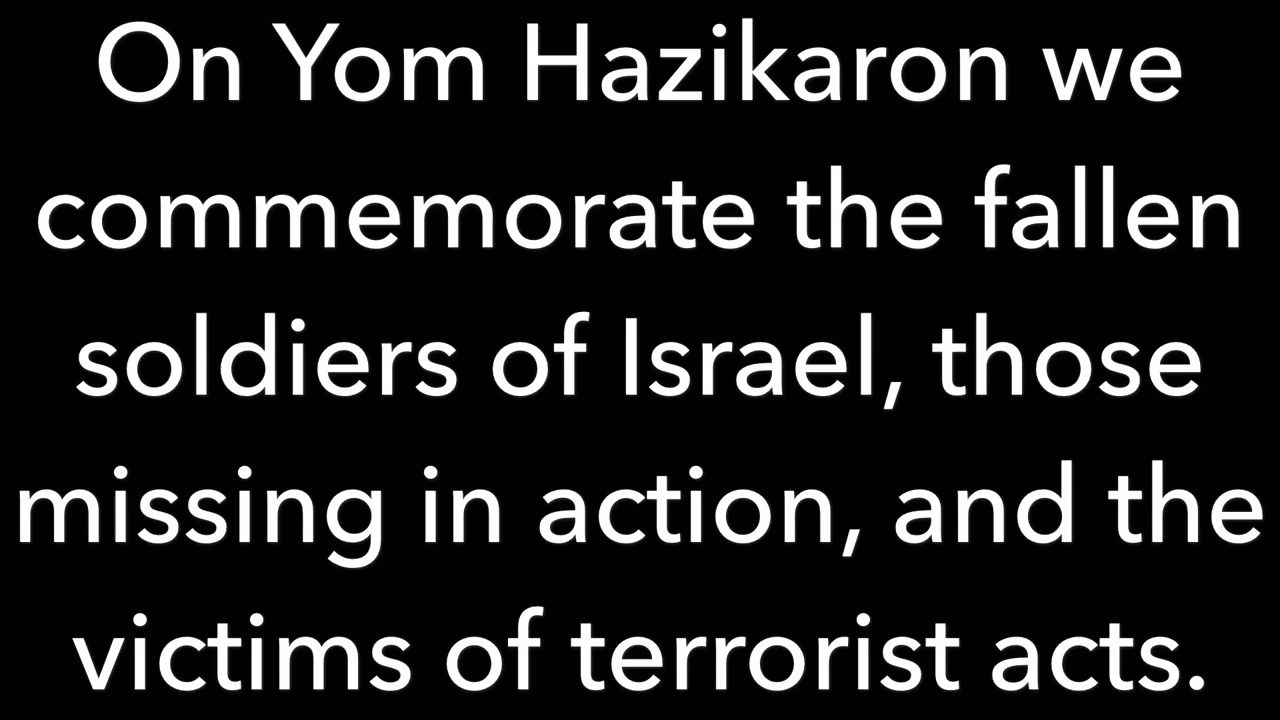 On Yom Hazikaron we
commemorate the fallen
soldiers of Israel, those
missing in action, and the
victims of terrorist acts.